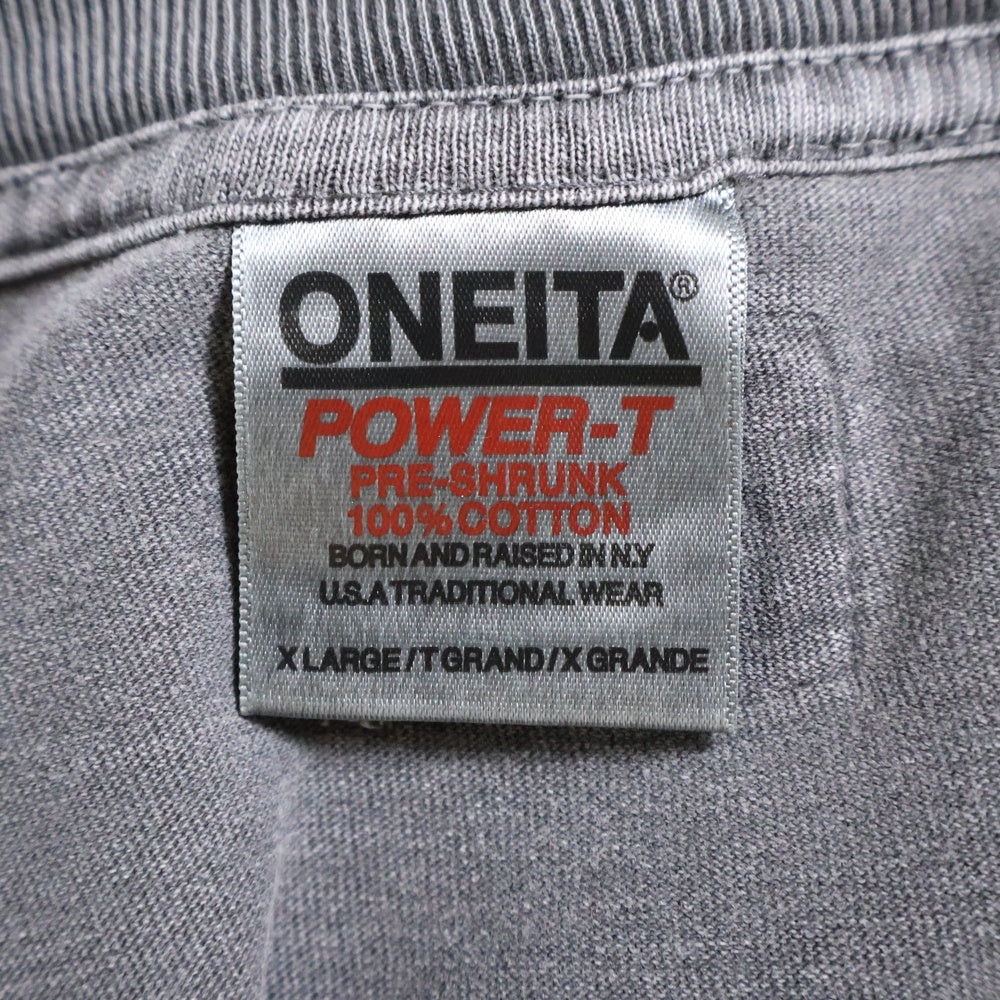 ONEITA®
POWER-T
PRE-SHRUNK
100% COTTON
BORN AND RAISED IN N.Y
U.S.A TRADITIONAL WEAR
X LARGE/T GRAND/X GRANDE